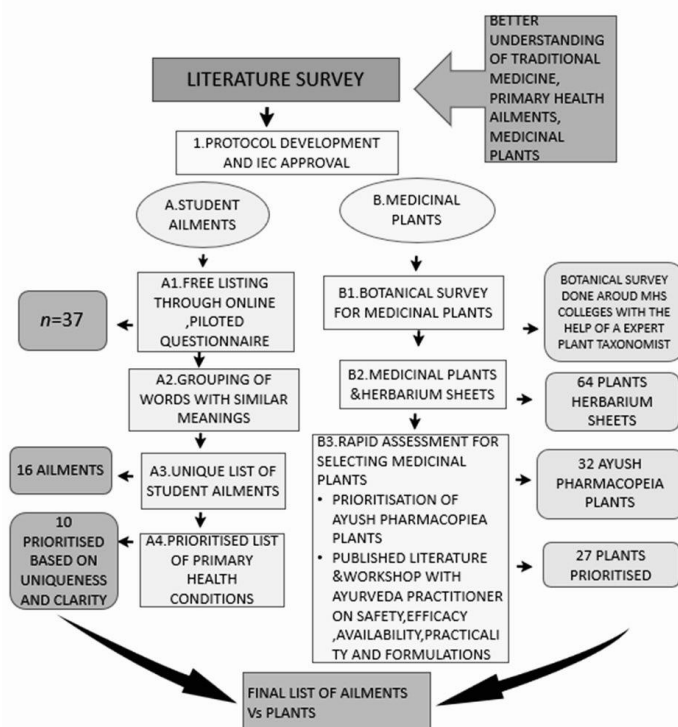 BETTER
UNDERSTANDING
OF TRADITIONAL
MEDICINE,
PRIMARY HEALTH
AILMENTS,
MEDICINAL
PLANTS
LITERATURE SURVEY
1.PROTOCOL DEVELOPMENT
AND IEC APPROVAL
A.STUDENT
AILMENTS
B.MEDICINAL
PLANTS
A1.FREE LISTING
THROUGH ONLINE
,PILOTED
QUESTIONNAIRE
n=37
A2.GROUPING OF
WORDS WITH SIMILAR
MEANINGS
A3.UNIQUE LIST OF
STUDENT AILMENTS
16 AILMENTS
A4.PRIORITISED LIST
OF PRIMARY HEALTH
CONDITIONS
10
PRIORITISED
BASED ON
UNIQUENESS
AND CLARITY
B1.BOTANICAL SURVEY
FOR MEDICINAL PLANTS
BOTANICAL SURVEY
DONE AROUD MHS
COLLEGES WITH THE
HELP OF A EXPERT
PLANT TAXONOMIST
B2.MEDICINAL PLANTS
&HERBARIUM SHEETS
64 PLANTS
HERBARIUM
SHEETS
B3.RAPID ASSESSMENT FOR
SELECTING MEDICINAL
PLANTS
• PRIORITISATION OF
AYUSH PHARMACOPIEA
PLANTS
• PUBLISHED LITERATURE
&WORKSHOP WITH
AYURVEDA PRACTITIONER
ON SAFETY,EFFICACY
,AVAILABILITY,PRACTICALI
TY AND FORMULATIONS
32 AYUSH
PHARMACOPEIA
PLANTS
27 PLANTS
PRIORITISED
FINAL LIST OF AILMENTS
Vs PLANTS